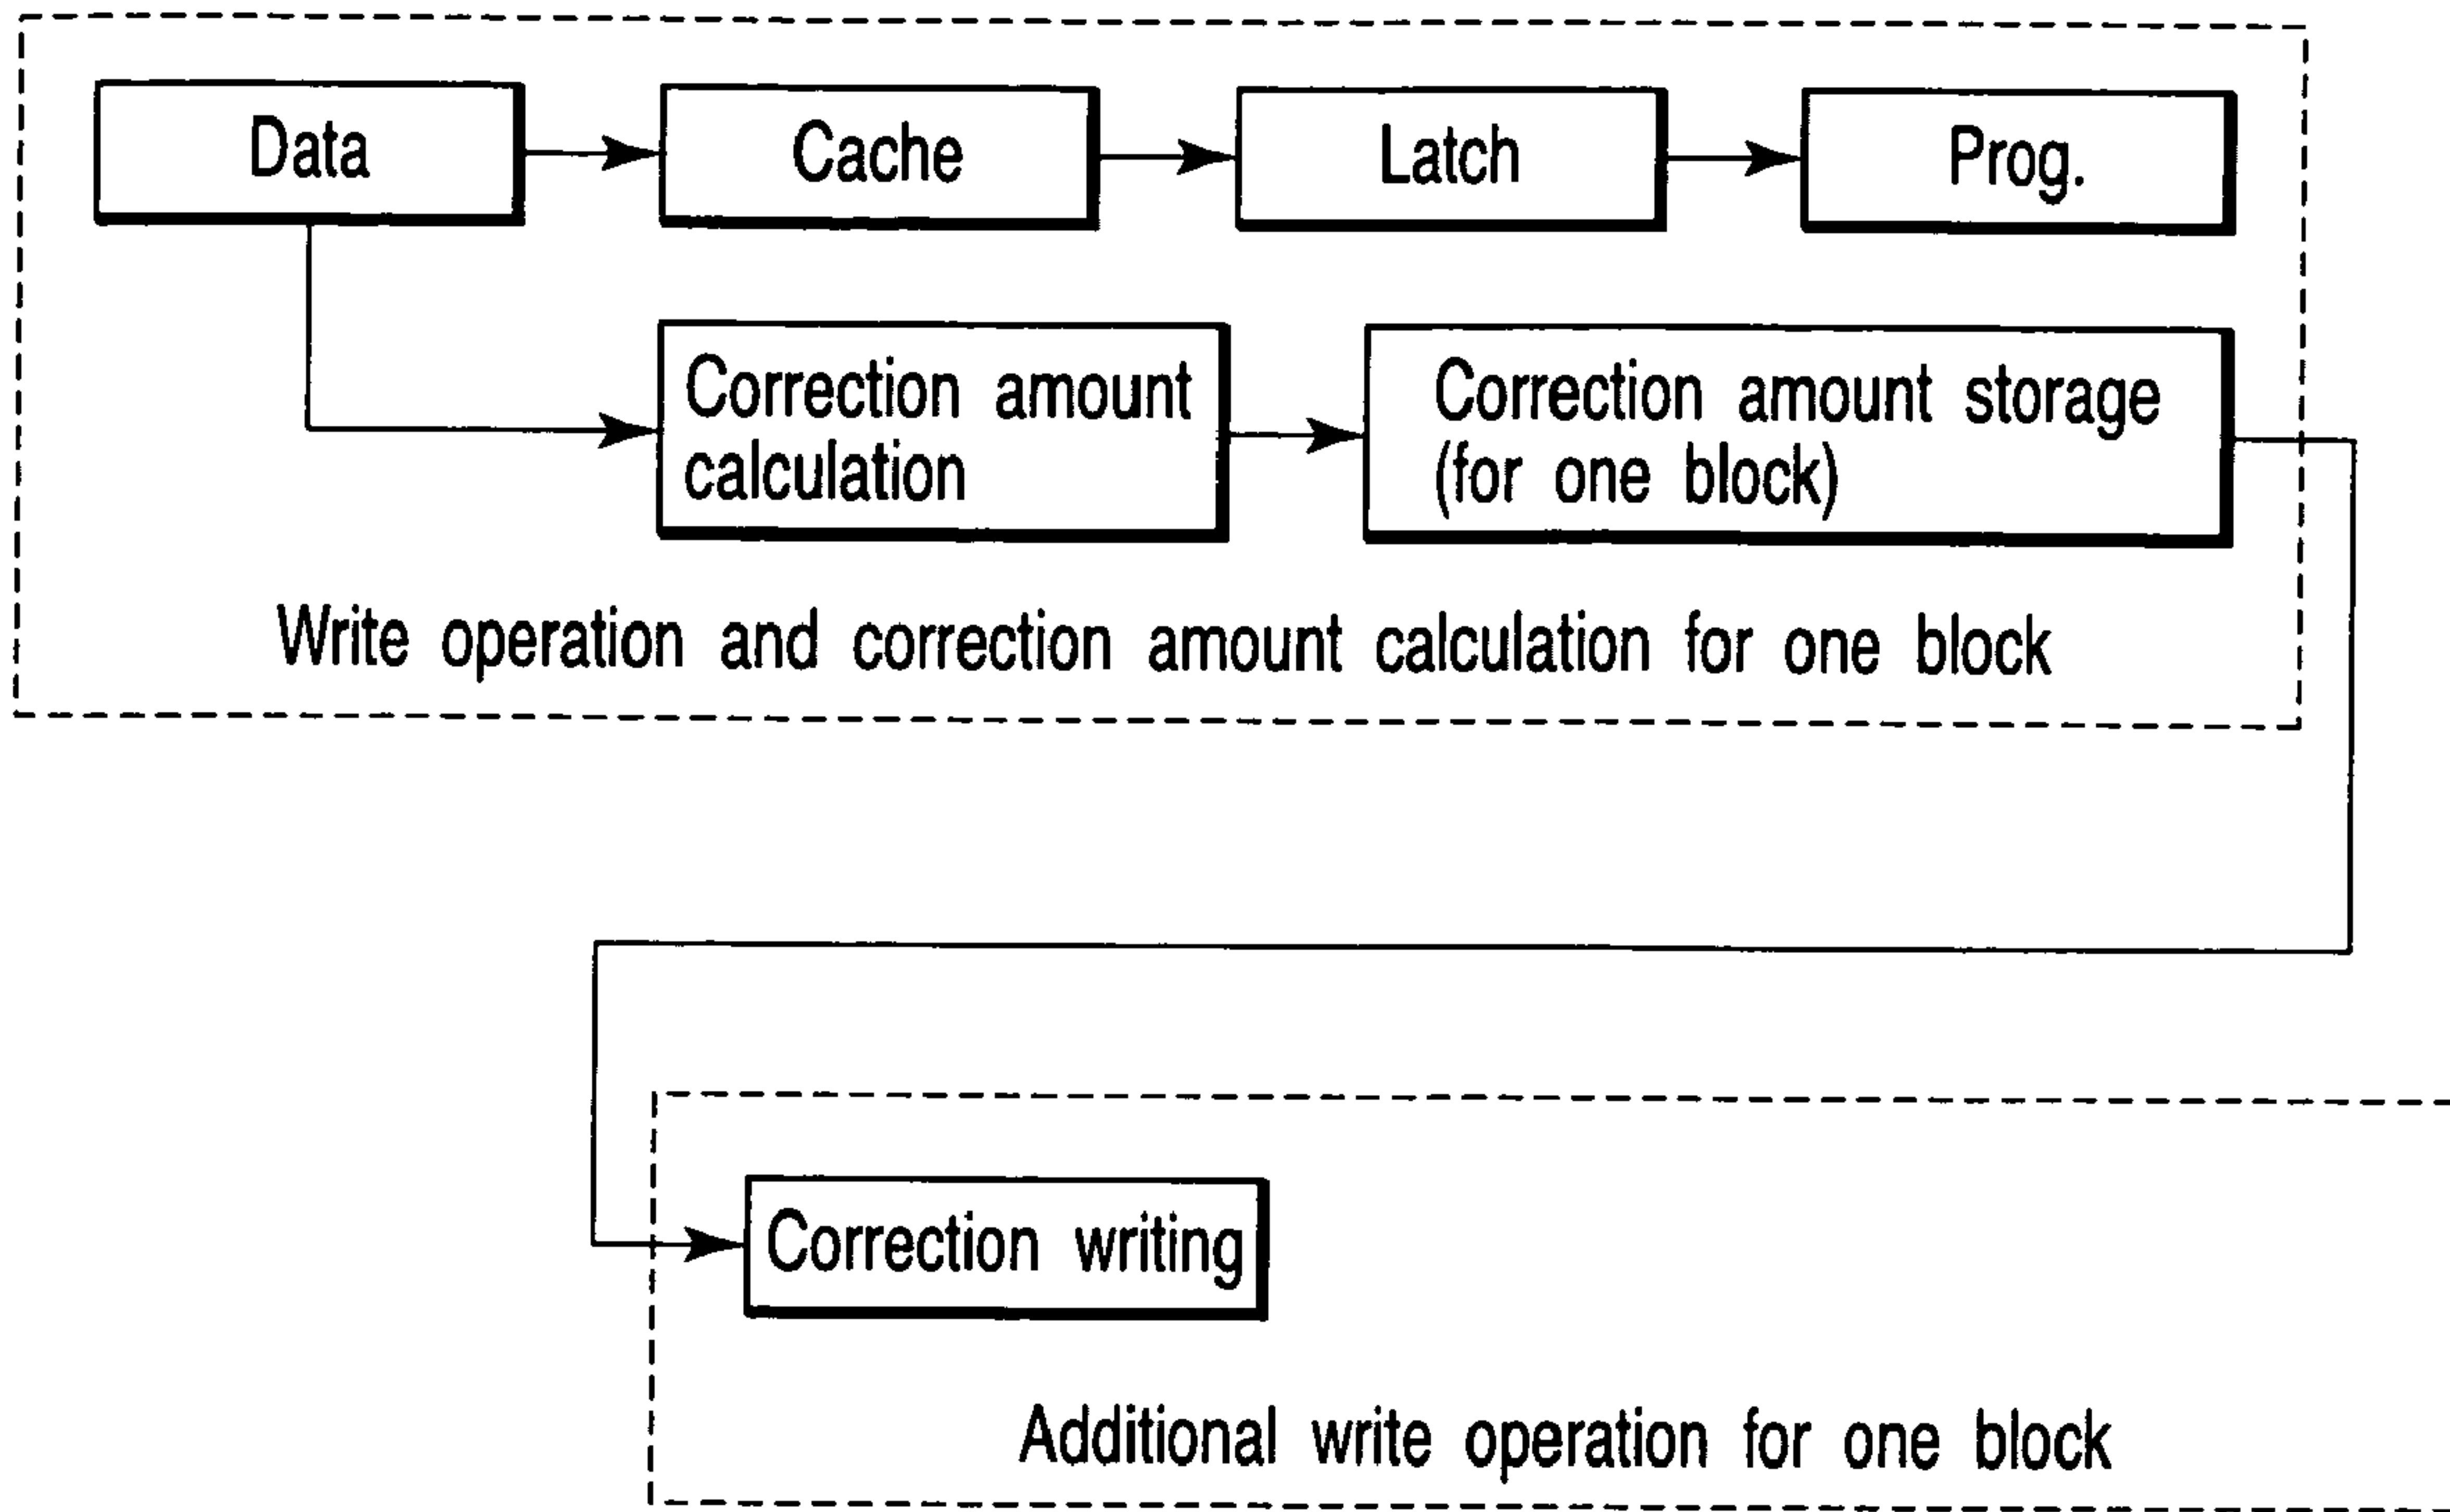 Data
Cache
Latch
Prog.
Correction amount
calculation
Correction amount storage
(for one block)
Write operation and correction amount calculation for one block
Correction writing
Additional write operation for one block